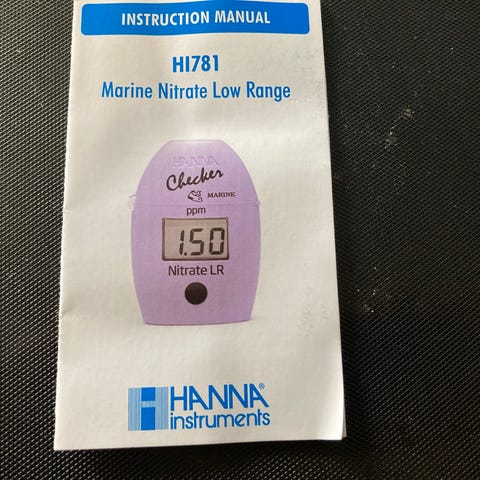 INSTRUCTION MANUAL
HI781
Marine Nitrate Low Range
HANNA
Checker
MARINE
ppm
1.50
Nitrate LR
HANNA®
instruments